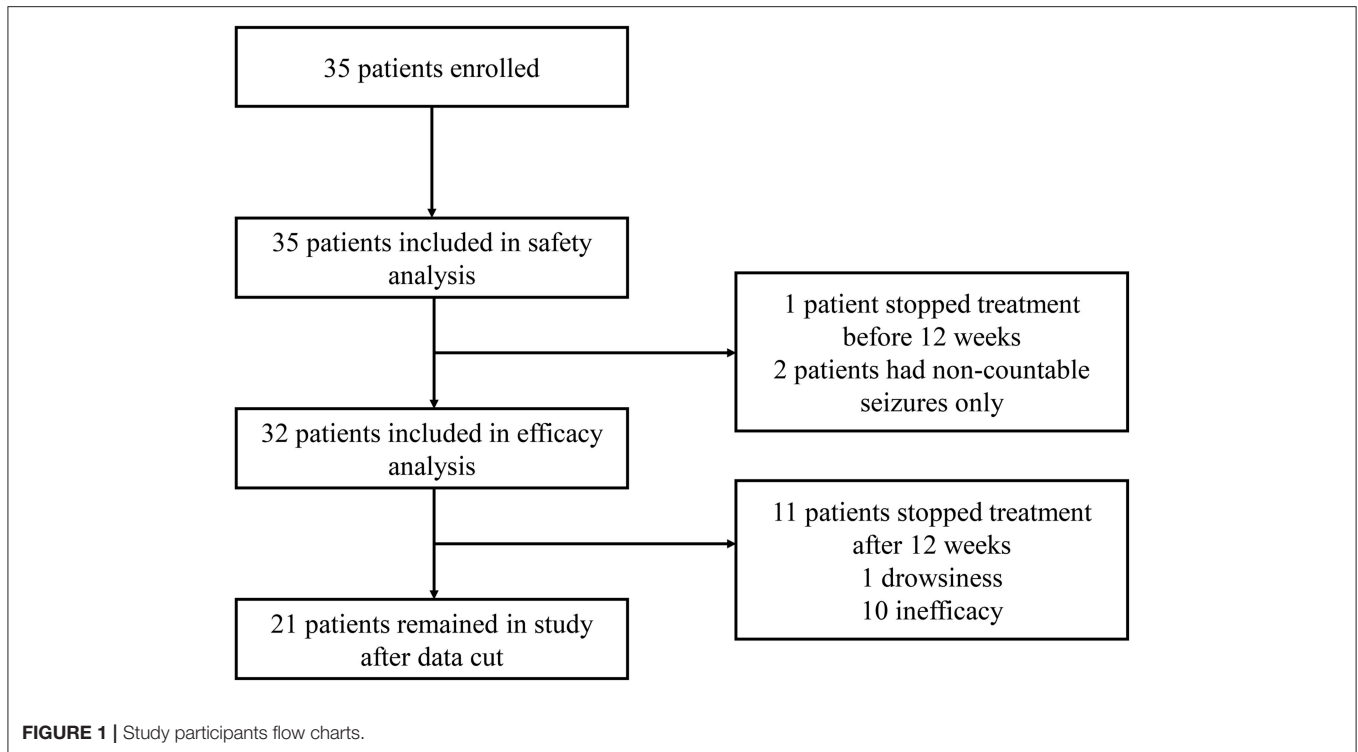 35 patients enrolled
35 patients included in safety
analysis
1 patient stopped treatment
before 12 weeks
2 patients had non-countable
seizures only
32 patients included in efficacy
analysis
11 patients stopped treatment
after 12 weeks
1 drowsiness
10 inefficacy
21 patients remained in study
after data cut
FIGURE 1 | Study participants flow charts.